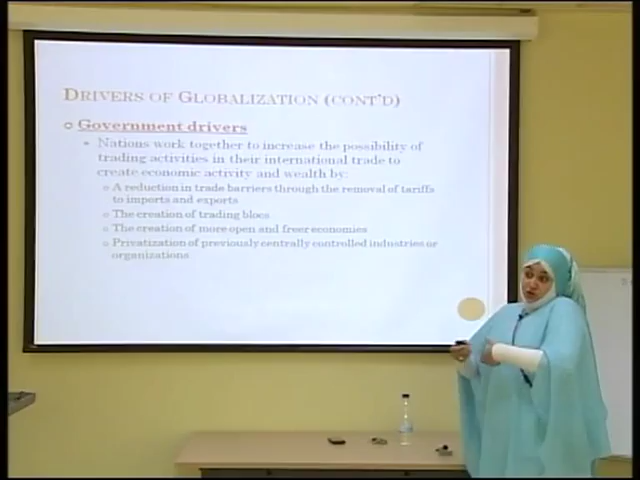 DRIVERS OF GLOBALIZATION (CONT'D)
Government drivers
Nations work together to increase the possibility of
trading activities in their international trade to
create economic activity and wealth by:
A reduction in trade barriers through the removal of tariffs
to imports and exports
The creation of trading blocs
The creation of more open and freer economies
Privatization of previously centrally controlled industries or
organizations